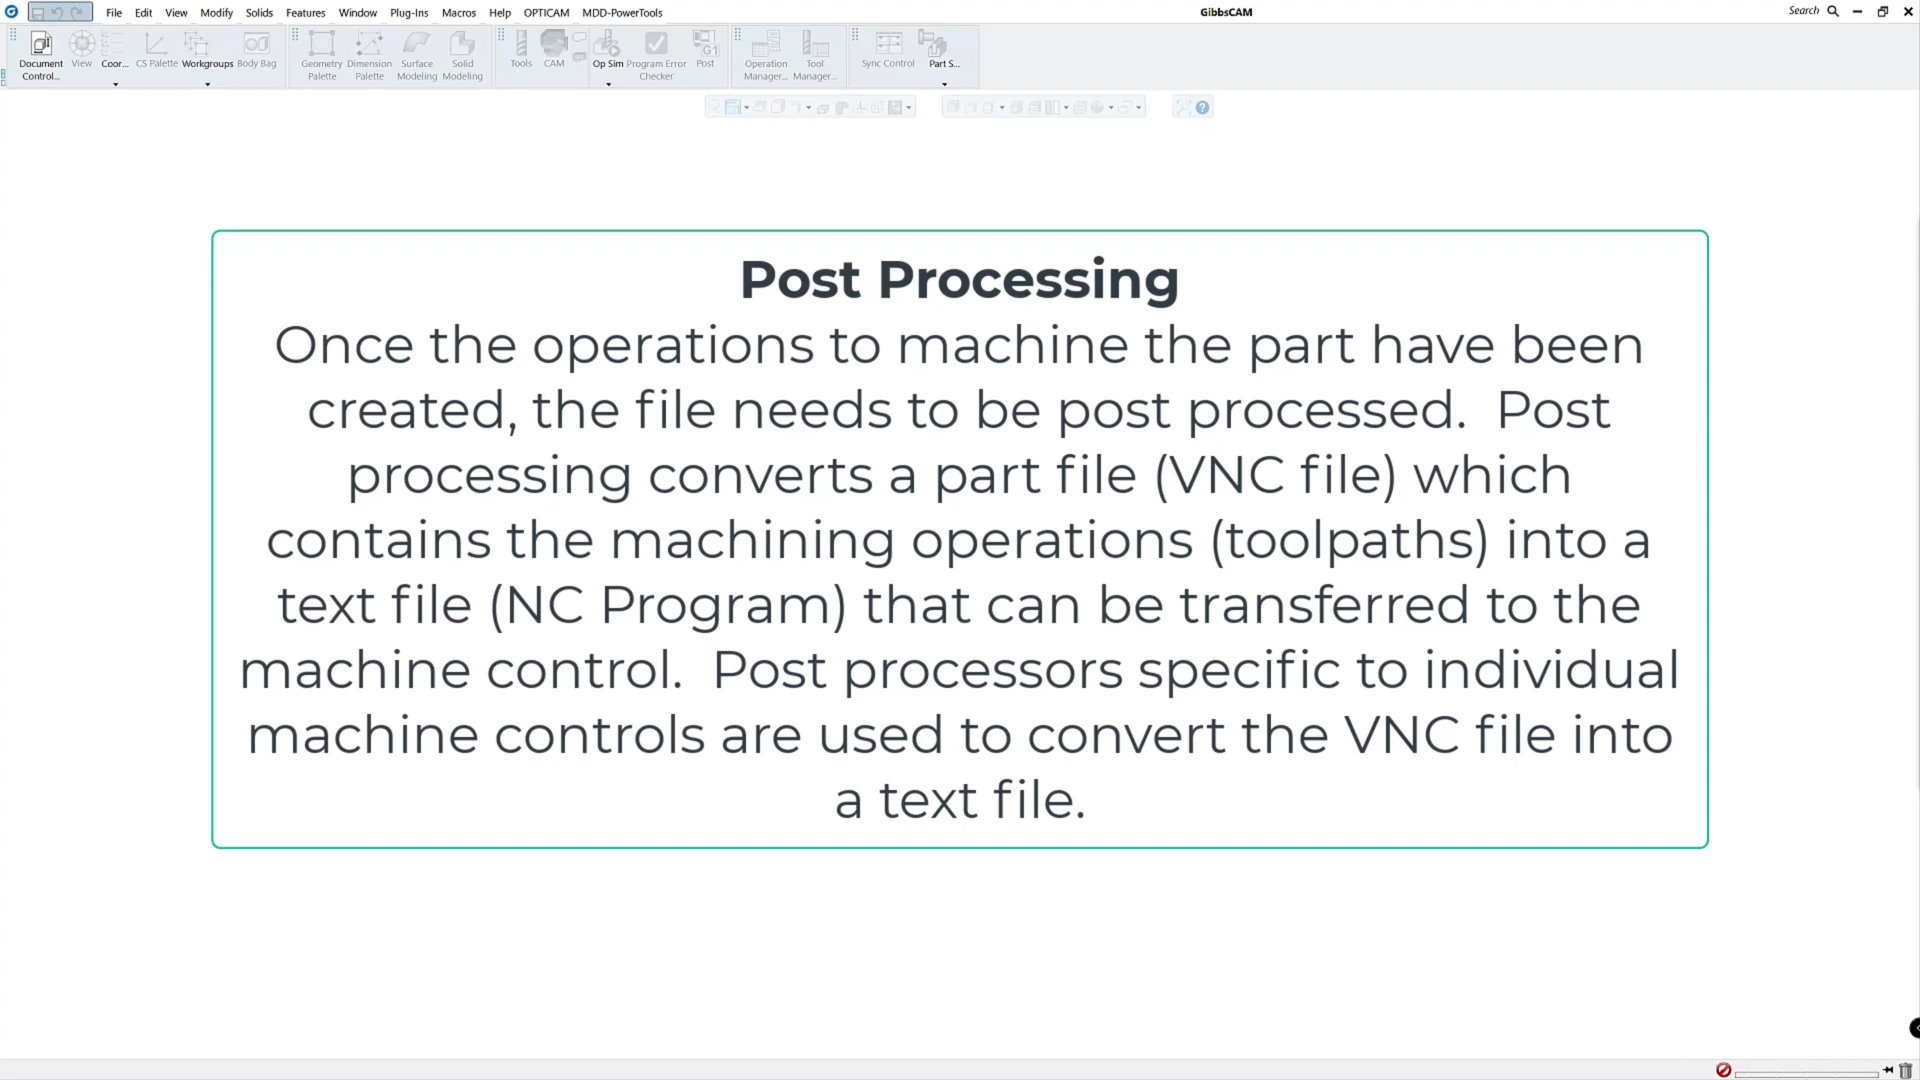 File Edit View Modify Solids Features Window Plug-Ins Macros Help OPTICAM MDD-PowerTools GibbsCAM Search
Document Control...
View
Coor...
CS Palette
Workgroups
Body Bag
Geometry Palette
Dimension Palette
Surface Modeling
Solid Modeling
Tools
CAM
Op Sim
Program Error Checker
G1
Post
Operation Manager...
Tool Manager...
Sync Control
Part S...
Post Processing
Once the operations to machine the part have been
created, the file needs to be post processed. Post
processing converts a part file (VNC file) which
contains the machining operations (toolpaths) into a
text file (NC Program) that can be transferred to the
machine control. Post processors specific to individual
machine controls are used to convert the VNC file into
a text file.